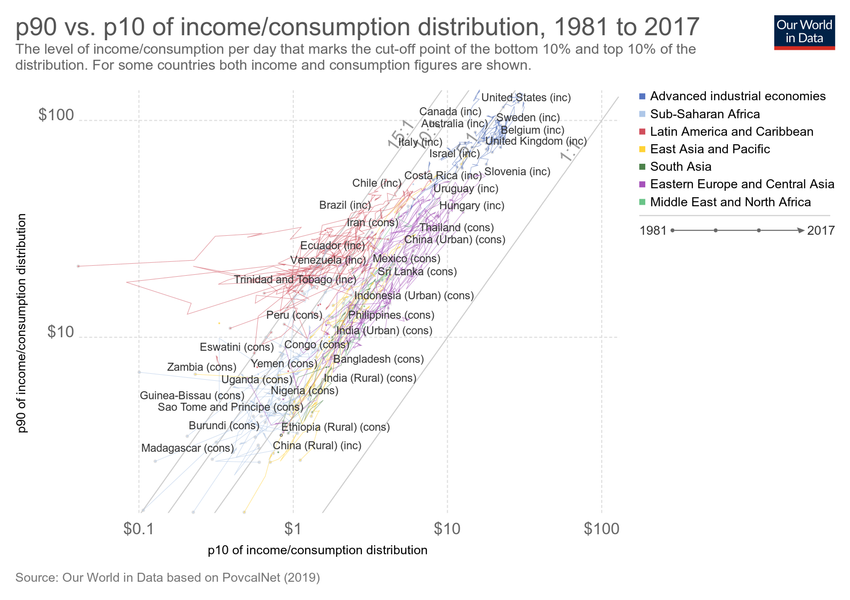 p90 vs. p10 of income/consumption distribution, 1981 to 2017
The level of income/consumption per day that marks the cut-off point of the bottom 10% and top 10% of the
distribution. For some countries both income and consumption figures are shown.
Our World
in Data
p90 of income/consumption distribution
$100
$10
15:1
5:1
United States (inc)
Canada (inc)
Sweden (inc)
Australia (inc)
Belgium (inc)
Italy (inc)
United Kingdom (inc)
Israel (inc)
Slovenia (inc)
Costa Rica (inc)
Chile (inc)
Uruguay (inc)
Brazil (inc)
Hungary (inc)
Iran (cons)
Thailand (cons)
China (Urban) (cons)
Ecuador (inc)
Venezuela (inc)
Mexico (cons)
Sri Lanka (cons)
Trinidad and Tobago (inc)
Indonesia (Urban) (cons)
Peru (cons)
Philippines (cons)
India (Urban) (cons)
Eswatini (cons)
Congo (cons)
Bangladesh (cons)
Zambia (cons)
Yemen (cons)
Uganda (cons)
India (Rural) (cons)
Guinea-Bissau (cons)
Nigeria (cons)
Sao Tome and Principe (cons)
Burundi (cons)
Ethiopia (Rural) (cons)
Madagascar (cons)
China (Rural) (inc)
$0.1
$1
$10
$100
p10 of income/consumption distribution
Advanced industrial economies
Sub-Saharan Africa
Latin America and Caribbean
East Asia and Pacific
South Asia
Eastern Europe and Central Asia
Middle East and North Africa
1981
2017
Source: Our World in Data based on PovcalNet (2019)